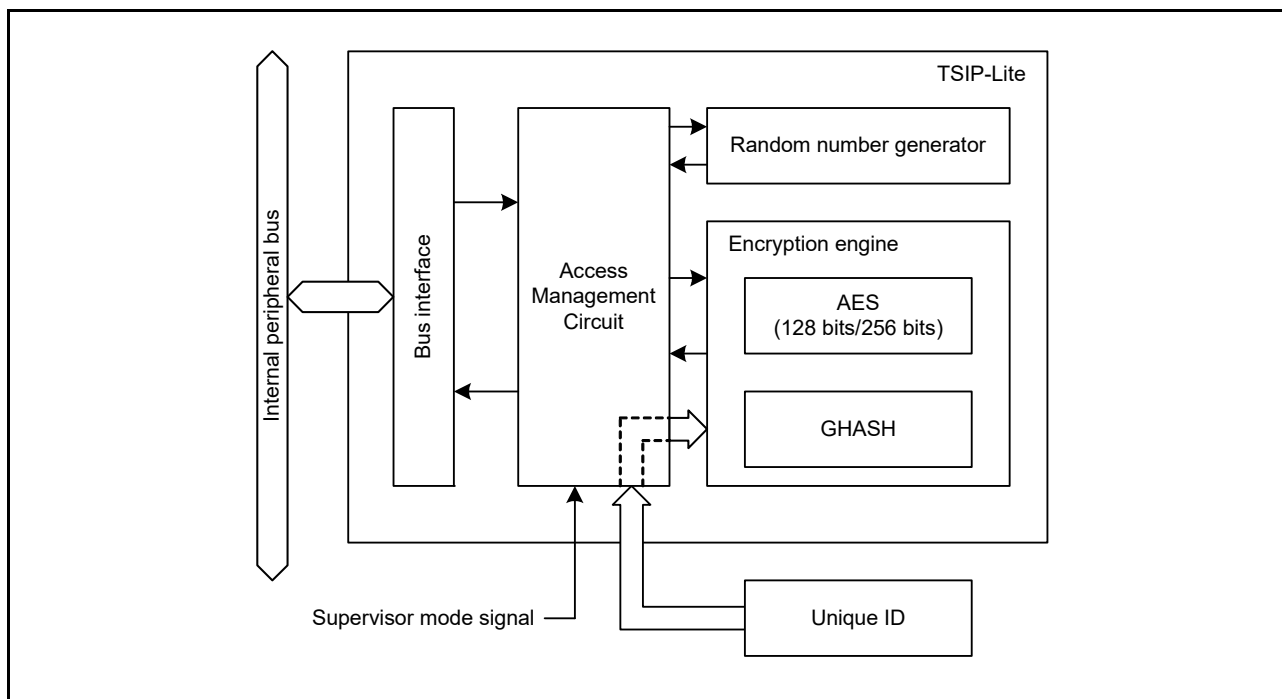 TSIP-Lite
Internal peripheral bus
Bus interface
Access
Management
Circuit
Random number generator
Encryption engine
AES
(128 bits/256 bits)
GHASH
Supervisor mode signal
Unique ID